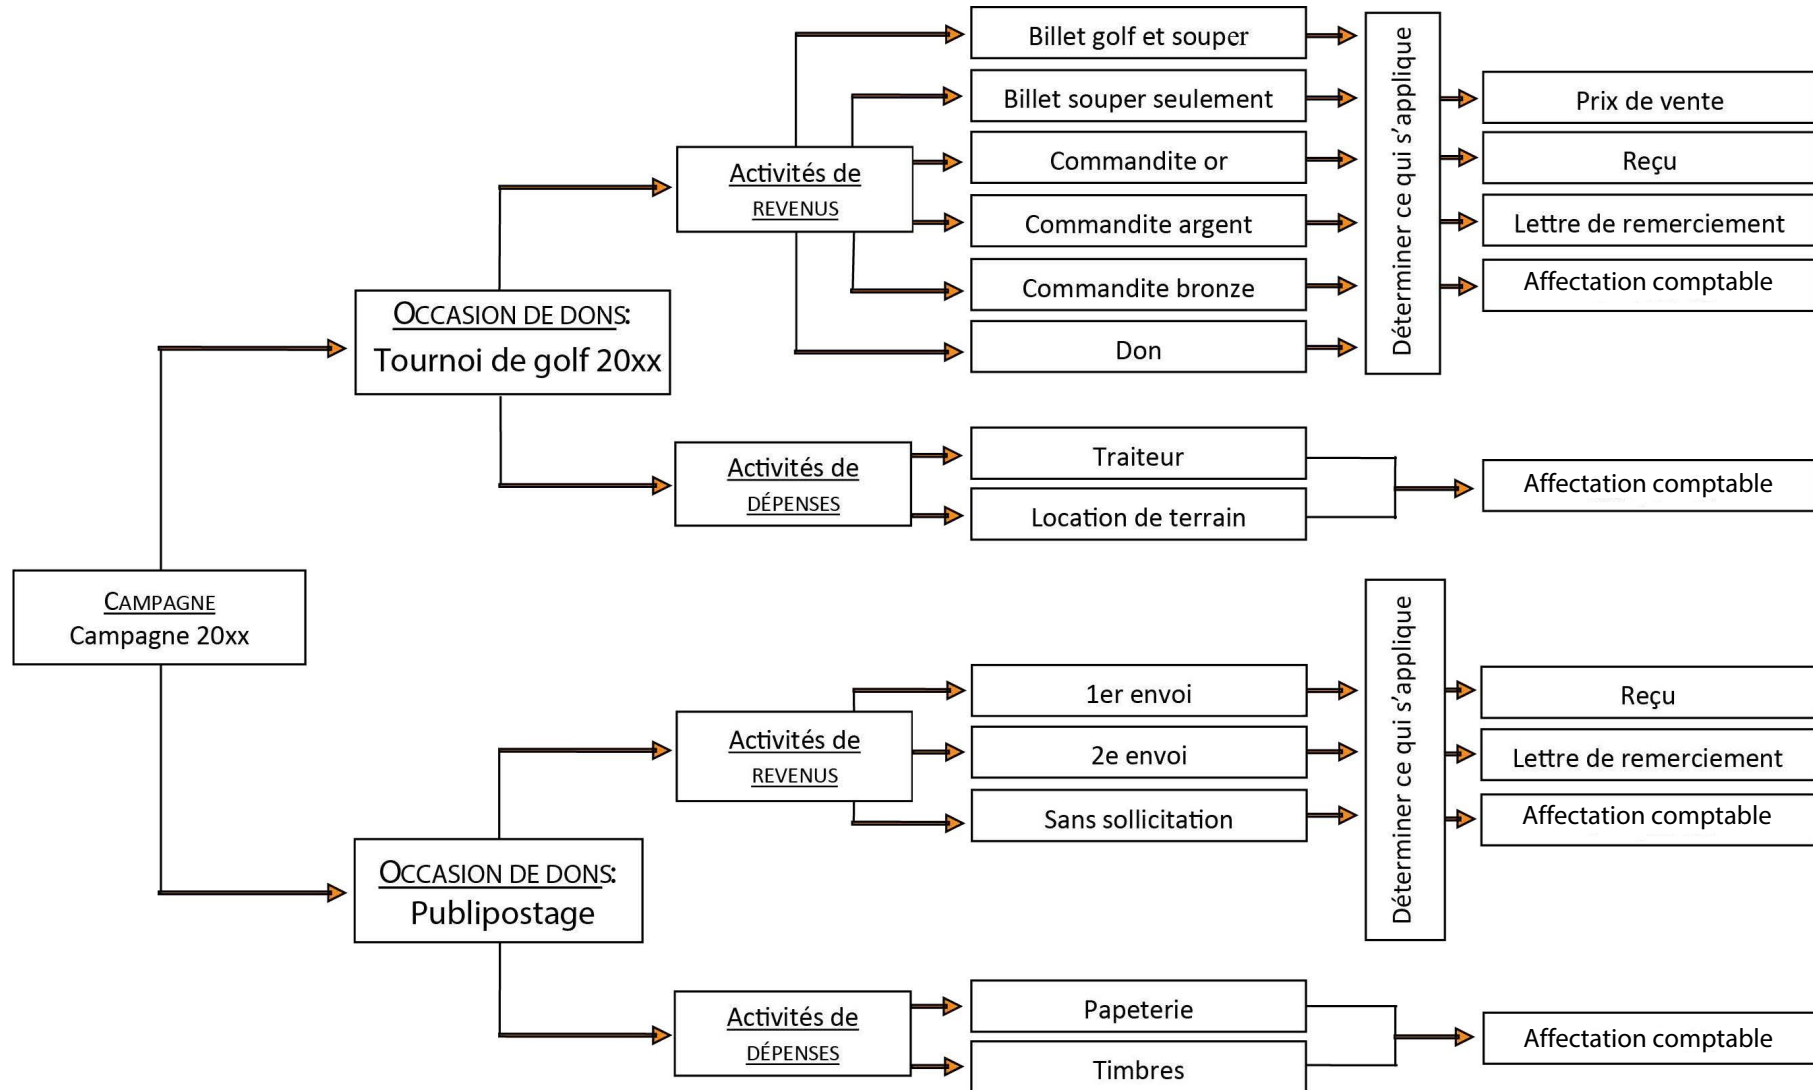 CAMPAGNE
Campagne 20xx
OCCASION DE DONS:
Tournoi de golf 20xx
Activités de
REVENUS
Billet golf et souper
Billet souper seulement
Commandite or
Commandite argent
Commandite bronze
Don
Déterminer ce qui s'applique
Prix de vente
Reçu
Lettre de remerciement
Affectation comptable
Activités de
DÉPENSES
Traiteur
Location de terrain
Affectation comptable
OCCASION DE DONS:
Publipostage
Activités de
REVENUS
1er envoi
2e envoi
Sans sollicitation
Déterminer ce qui s'applique
Reçu
Lettre de remerciement
Affectation comptable
Activités de
DÉPENSES
Papeterie
Timbres
Affectation comptable